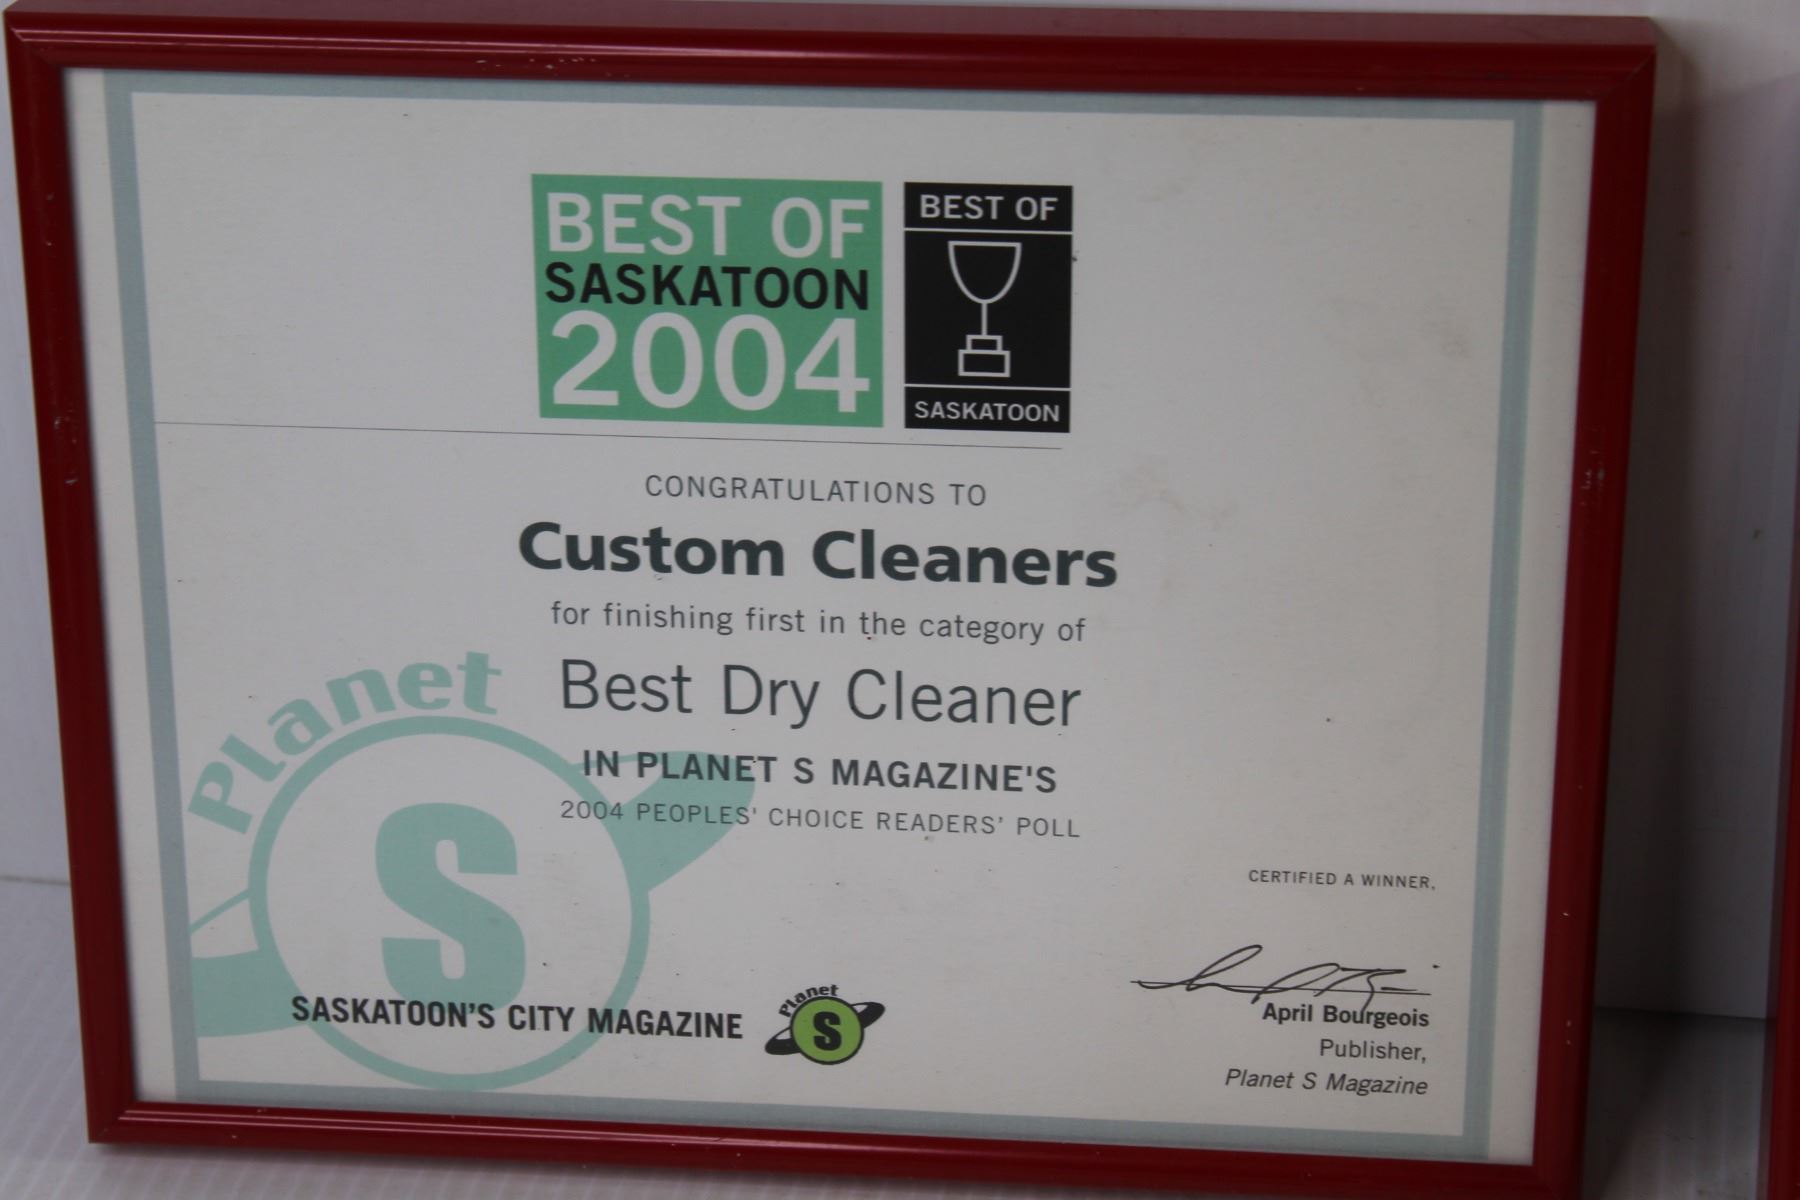 BEST OF
SASKATOON
2004
BEST OF
SASKATOON
CONGRATULATIONS TO
Custom Cleaners
for finishing first in the category of
Best Dry Cleaner
IN PLANET S MAGAZINE'S
2004 PEOPLES' CHOICE READERS' POLL
Planet
S
CERTIFIED A WINNER,
SASKATOON'S CITY MAGAZINE
Planet
S
April Bourgeois
Publisher,
Planet S Magazine